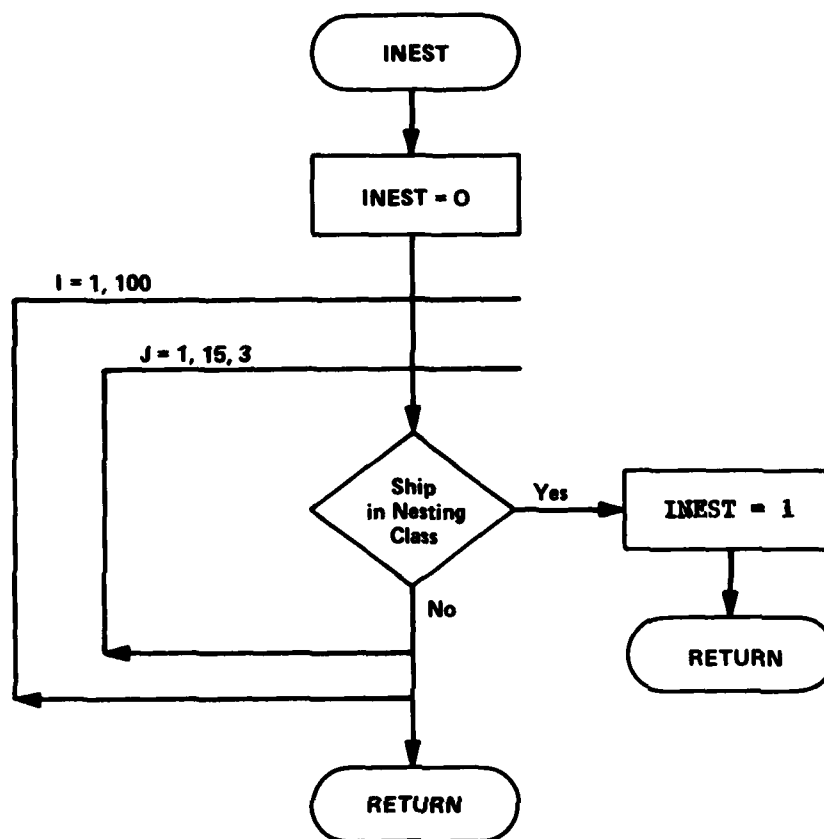 INEST
INEST = O
I = 1, 100
J = 1, 15, 3
Ship
in Nesting
Class
Yes
INEST = 1
No
RETURN
RETURN